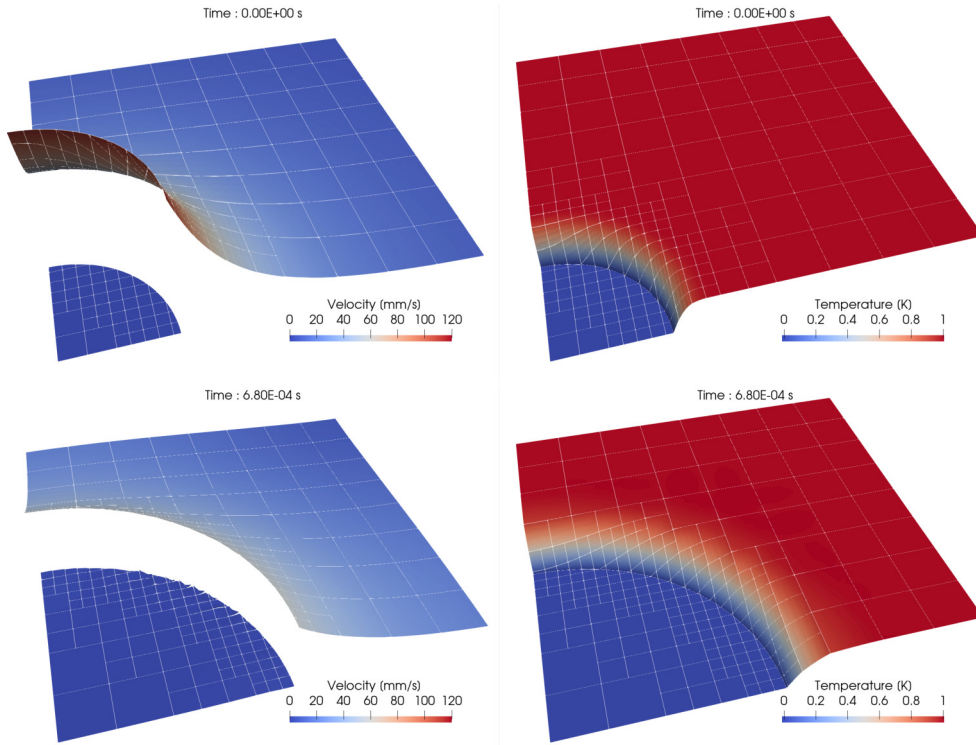 Time : 0.00E+00 s
Time : 0.00E+00 s
Velocity [mm/s]
0 20 40 60 80 100 120
Temperature [K]
0 0.2 0.4 0.6 0.8 1
Time : 6.80E-04 s
Time : 6.80E-04 s
Velocity [mm/s]
0 20 40 60 80 100 120
Temperature [K]
0 0.2 0.4 0.6 0.8 1